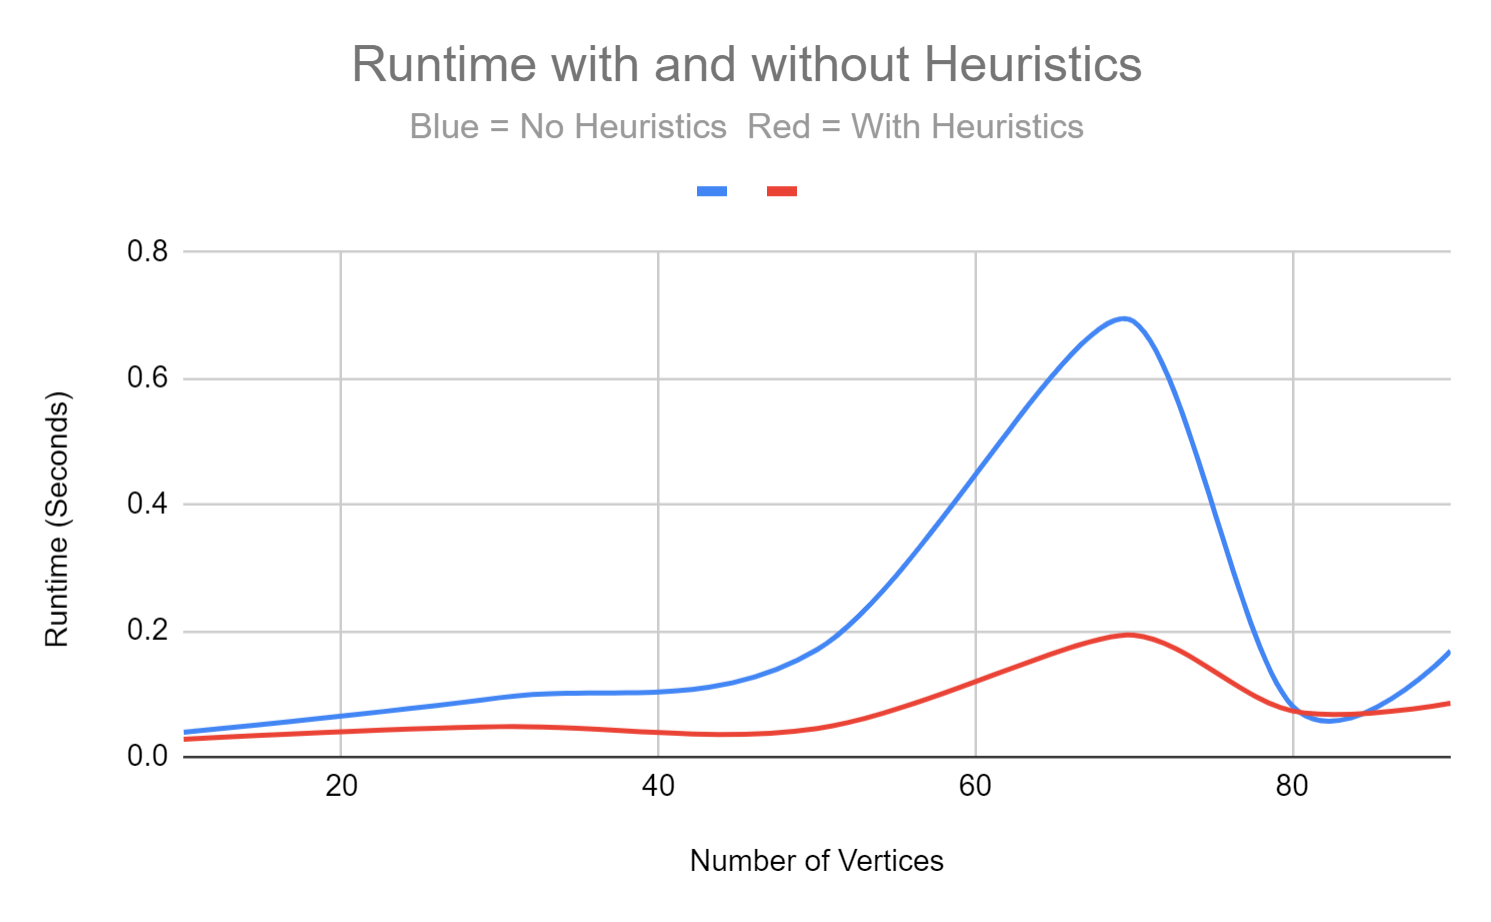 Runtime with and without Heuristics
Blue = No Heuristics  Red = With Heuristics
0.8
0.6
0.4
0.2
0.0
Runtime (Seconds)
20 40 60 80
Number of Vertices